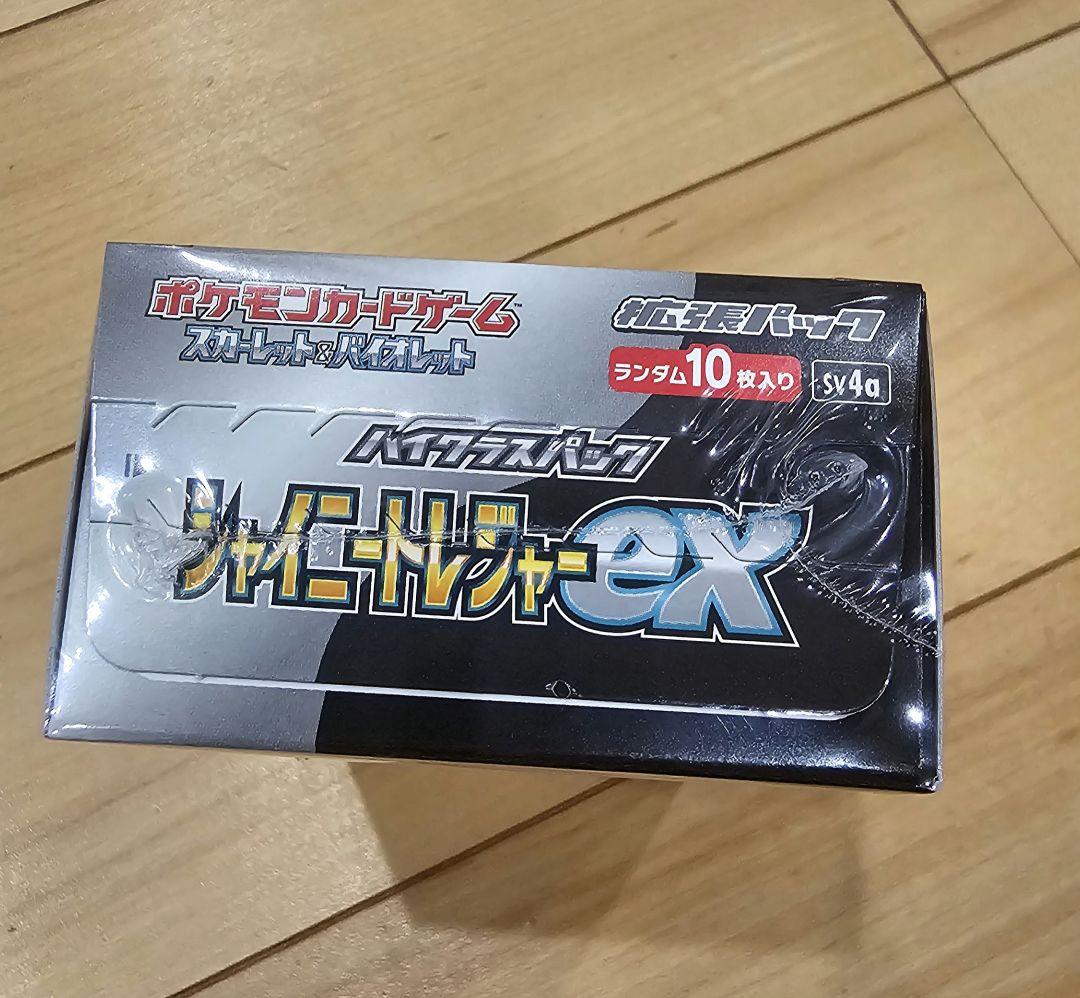 ポケモンカードゲーム™
スカーレット&バイオレット
拡張パック
ランダム10枚入り
sv4a
ハイクラスパック
シャイニートレジャーex